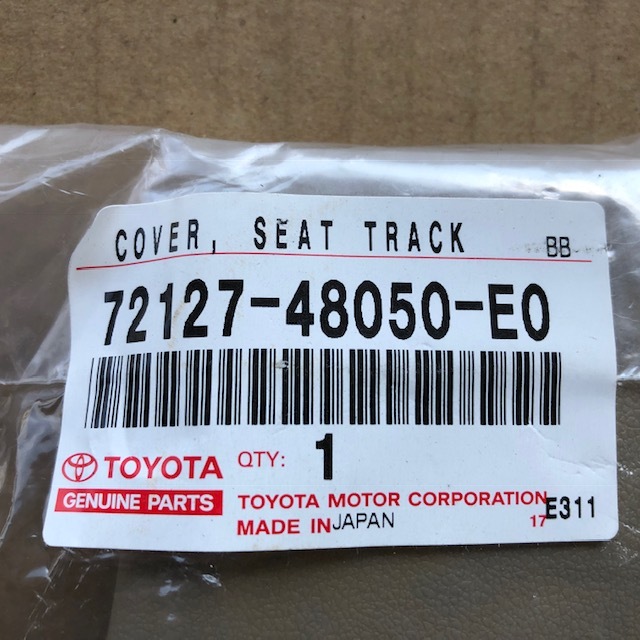 COVER, SEAT TRACK BB
72127-48050-E0
TOYOTA QTY: 1
GENUINE PARTS
TOYOTA MOTOR CORPORATION
MADE IN JAPAN 17 E311